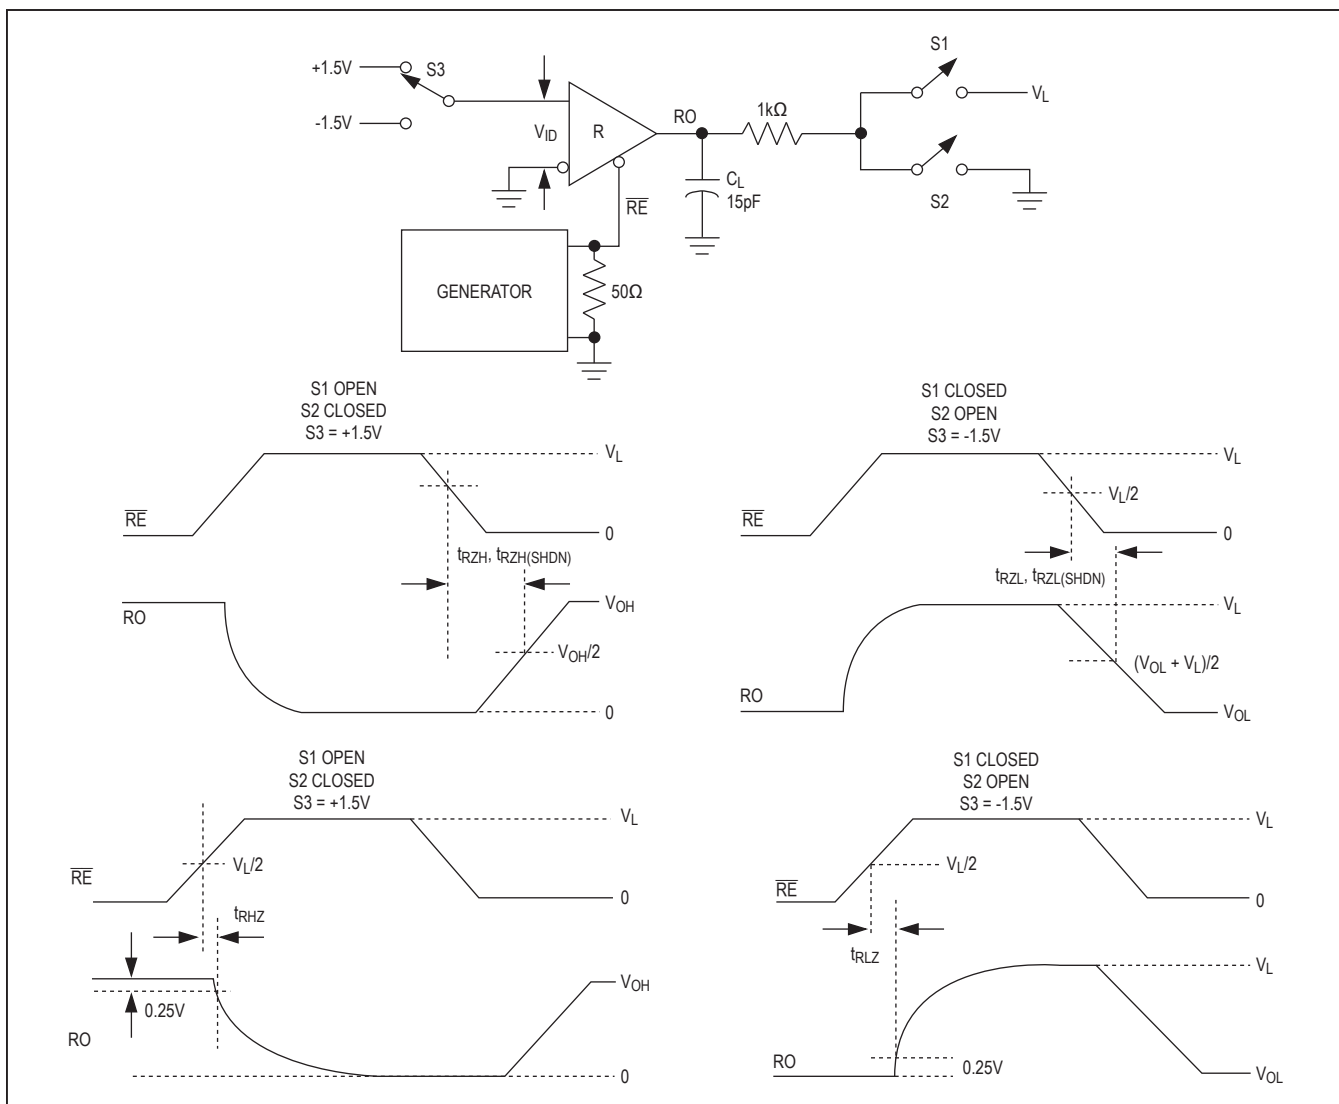 +1.5V
S3
-1.5V
V_ID
R
RE̅
RO
1kΩ
C_L
15pF
S1
V_L
S2
GENERATOR
50Ω
S1 OPEN
S2 CLOSED
S3 = +1.5V
V_L
RE̅
0
t_RZH, t_RZH(SHDN)
RO
V_OH
V_OH/2
0
S1 CLOSED
S2 OPEN
S3 = -1.5V
V_L
V_L/2
RE̅
0
t_RZL, t_RZL(SHDN)
V_L
(V_OL + V_L)/2
RO
V_OL
S1 OPEN
S2 CLOSED
S3 = +1.5V
V_L
V_L/2
RE̅
0
t_RHZ
V_OH
0.25V
RO
0
S1 CLOSED
S2 OPEN
S3 = -1.5V
V_L
V_L/2
RE̅
0
t_RLZ
V_L
RO
0.25V
V_OL